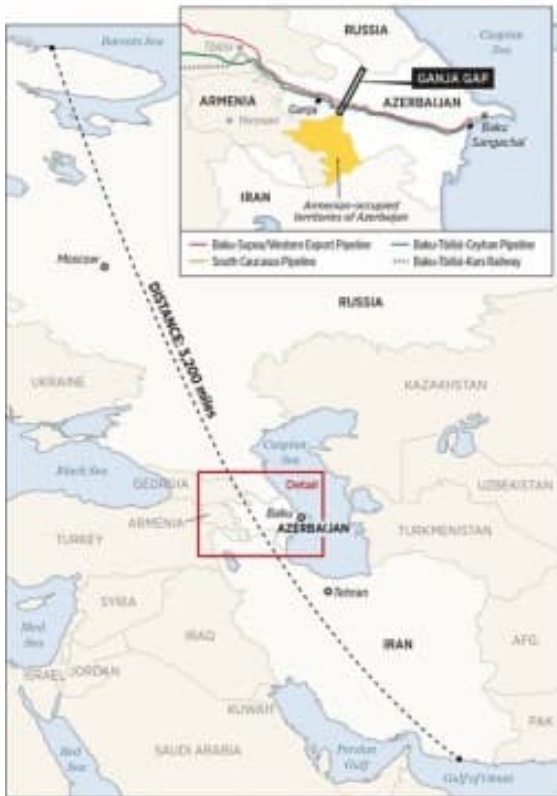 Barents Sea
RUSSIA
Caspian
Sea
Tbilisi
GANJA GAP
ARMENIA
Ganja
AZERBAIJAN
Yerevan
Baku
Sangachal
IRAN
Armenian-occupied
territories of Azerbaijan
Baku-Supsa/Western Export Pipeline
Baku-Tbilisi-Ceyhan Pipeline
South Caucasus Pipeline
Baku-Tbilisi-Kars Railway
Moscow
DISTANCE: 3,200 miles
RUSSIA
UKRAINE
KAZAKHSTAN
Caspian
Sea
Black Sea
GEORGIA
Detail
UZBEKISTAN
Baku
ARMENIA
AZERBAIJAN
TURKMENISTAN
TURKEY
Tehran
SYRIA
Med
Sea
IRAQ
IRAN
AFG.
ISRAEL
JORDAN
KUWAIT
PAK
SAUDI ARABIA
Red
Sea
Persian
Gulf
Gulf of Oman